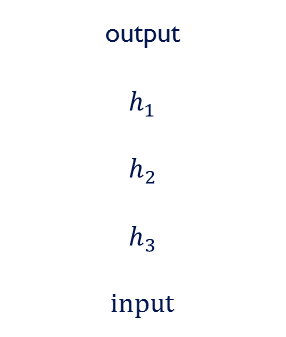 output
h₁
h₂
h₃
input